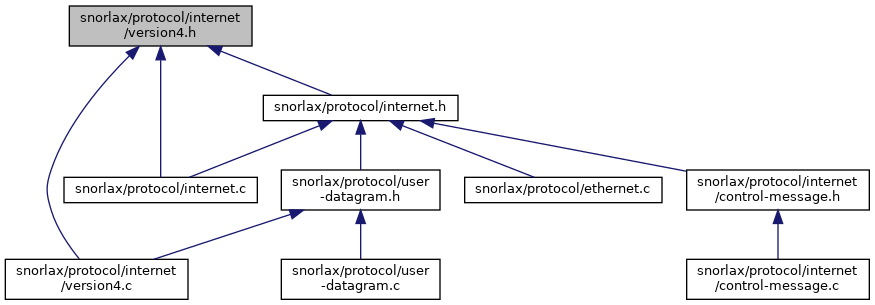 snorlax/protocol/internet
/version4.h
snorlax/protocol/internet.h
snorlax/protocol/internet.c
snorlax/protocol/user
-datagram.h
snorlax/protocol/ethernet.c
snorlax/protocol/internet
/control-message.h
snorlax/protocol/internet
/version4.c
snorlax/protocol/user
-datagram.c
snorlax/protocol/internet
/control-message.c